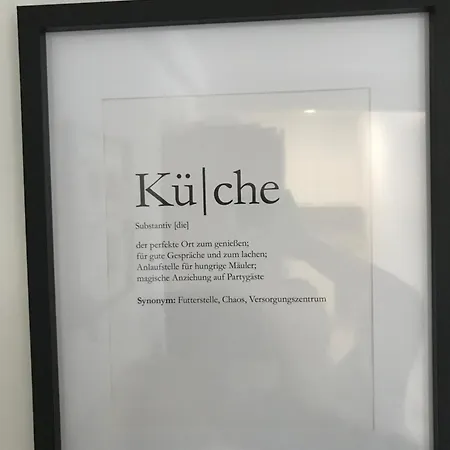 Kü|che
Substantiv [die]
der perfekte Ort zum genießen;
für gute Gespräche und zum lachen;
Anlaufstelle für hungrige Mäuler;
magische Anziehung auf Partygäste
Synonym: Futterstelle, Chaos, Versorgungszentrum